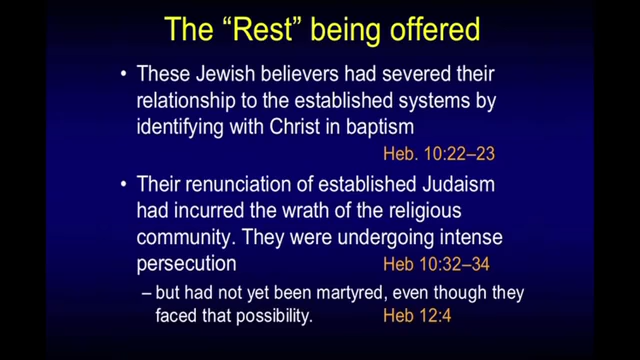 The “Rest” being offered
• These Jewish believers had severed their
relationship to the established systems by
identifying with Christ in baptism
Heb. 10:22–23
• Their renunciation of established Judaism
had incurred the wrath of the religious
community. They were undergoing intense
persecution Heb 10:32–34
– but had not yet been martyred, even though they
faced that possibility. Heb 12:4